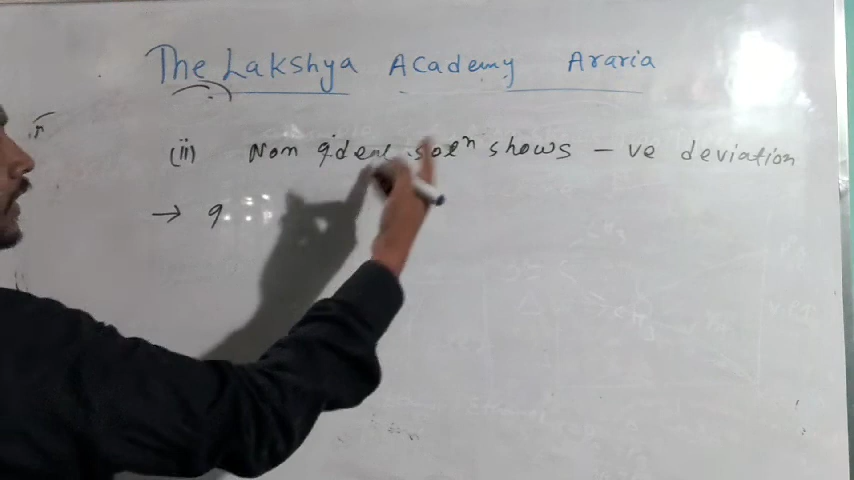 The Lakshya Academy Araria
(ii) Non ideal solⁿ shows - ve deviation
→ I